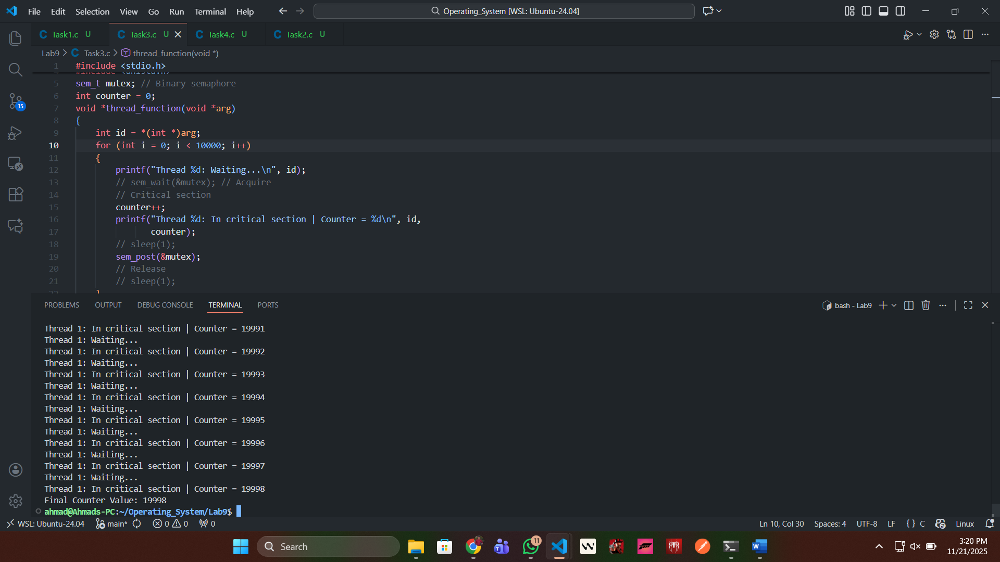 File Edit Selection View Go Run Terminal Help
Operating_System [WSL: Ubuntu-24.04]
C Task1.c U
C Task3.c U
C Task4.c U
C Task2.c U
Lab9 > C Task3.c > thread_function(void *)
1 #include <stdio.h>
5 sem_t mutex; // Binary semaphore
6 int counter = 0;
7 void *thread_function(void *arg)
8 {
9 int id = *(int *)arg;
10 for (int i = 0; i < 10000; i++)
11 {
12 printf("Thread %d: Waiting...\n", id);
13 // sem_wait(&mutex); // Acquire
14 // Critical section
15 counter++;
16 printf("Thread %d: In critical section | Counter = %d\n", id,
17 counter);
18 // sleep(1);
19 sem_post(&mutex);
20 // Release
21 // sleep(1);
15
PROBLEMS OUTPUT DEBUG CONSOLE TERMINAL PORTS
bash - Lab9
Thread 1: In critical section | Counter = 19991
Thread 1: Waiting...
Thread 1: In critical section | Counter = 19992
Thread 1: Waiting...
Thread 1: In critical section | Counter = 19993
Thread 1: Waiting...
Thread 1: In critical section | Counter = 19994
Thread 1: Waiting...
Thread 1: In critical section | Counter = 19995
Thread 1: Waiting...
Thread 1: In critical section | Counter = 19996
Thread 1: Waiting...
Thread 1: In critical section | Counter = 19997
Thread 1: Waiting...
Thread 1: In critical section | Counter = 19998
Final Counter Value: 19998
ahmad@Ahmads-PC:~/Operating_System/Lab9$
WSL: Ubuntu-24.04 main* 0 0 0
Ln 10, Col 30 Spaces: 4 UTF-8 LF {} C Linux
Search
11
3:20 PM
11/21/2025